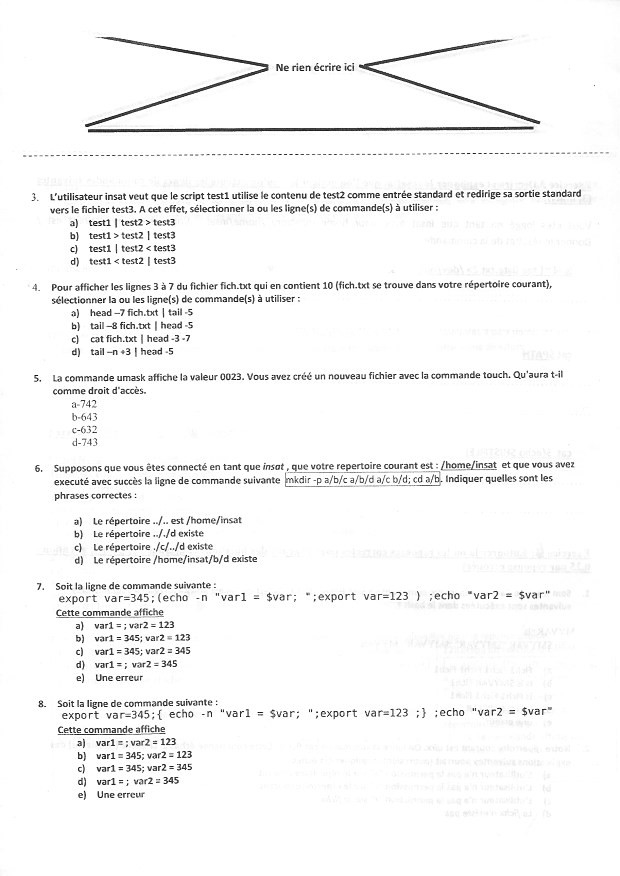 Ne rien écrire ici
3. L'utilisateur insat veut que le script test1 utilise le contenu de test2 comme entrée standard et redirige sa sortie standard
vers le fichier test3. A cet effet, sélectionner la ou les ligne(s) de commande(s) à utiliser :
a) test1 | test2 > test3
b) test1 > test2 | test3
c) test1 | test2 < test3
d) test1 < test2 | test3
4. Pour afficher les lignes 3 à 7 du fichier fich.txt qui en contient 10 (fich.txt se trouve dans votre répertoire courant),
sélectionner la ou les ligne(s) de commande(s) à utiliser :
a) head –7 fich.txt | tail -5
b) tail –8 fich.txt | head -5
c) cat fich.txt | head -3 -7
d) tail –n +3 | head -5
5. La commande umask affiche la valeur 0023. Vous avez créé un nouveau fichier avec la commande touch. Qu'aura t-il
comme droit d'accès.
a-742
b-643
c-632
d-743
6. Supposons que vous êtes connecté en tant que insat , que votre repertoire courant est : /home/insat et que vous avez
executé avec succès la ligne de commande suivante mkdir -p a/b/c a/b/d a/c b/d; cd a/b. Indiquer quelles sont les
phrases correctes :
a) Le répertoire ../.. est /home/insat
b) Le répertoire .././d existe
c) Le répertoire ./c/../d existe
d) Le répertoire /home/insat/b/d existe
7. Soit la ligne de commande suivante :
export var=345;(echo -n "var1 = $var; ";export var=123 ) ;echo "var2 = $var"
Cette commande affiche
a) var1 = ; var2 = 123
b) var1 = 345; var2 = 123
c) var1 = 345; var2 = 345
d) var1 = ; var2 = 345
e) Une erreur
8. Soit la ligne de commande suivante :
export var=345;{ echo -n "var1 = $var; ";export var=123 ;} ;echo "var2 = $var"
Cette commande affiche
a) var1 = ; var2 = 123
b) var1 = 345; var2 = 123
c) var1 = 345; var2 = 345
d) var1 = ; var2 = 345
e) Une erreur